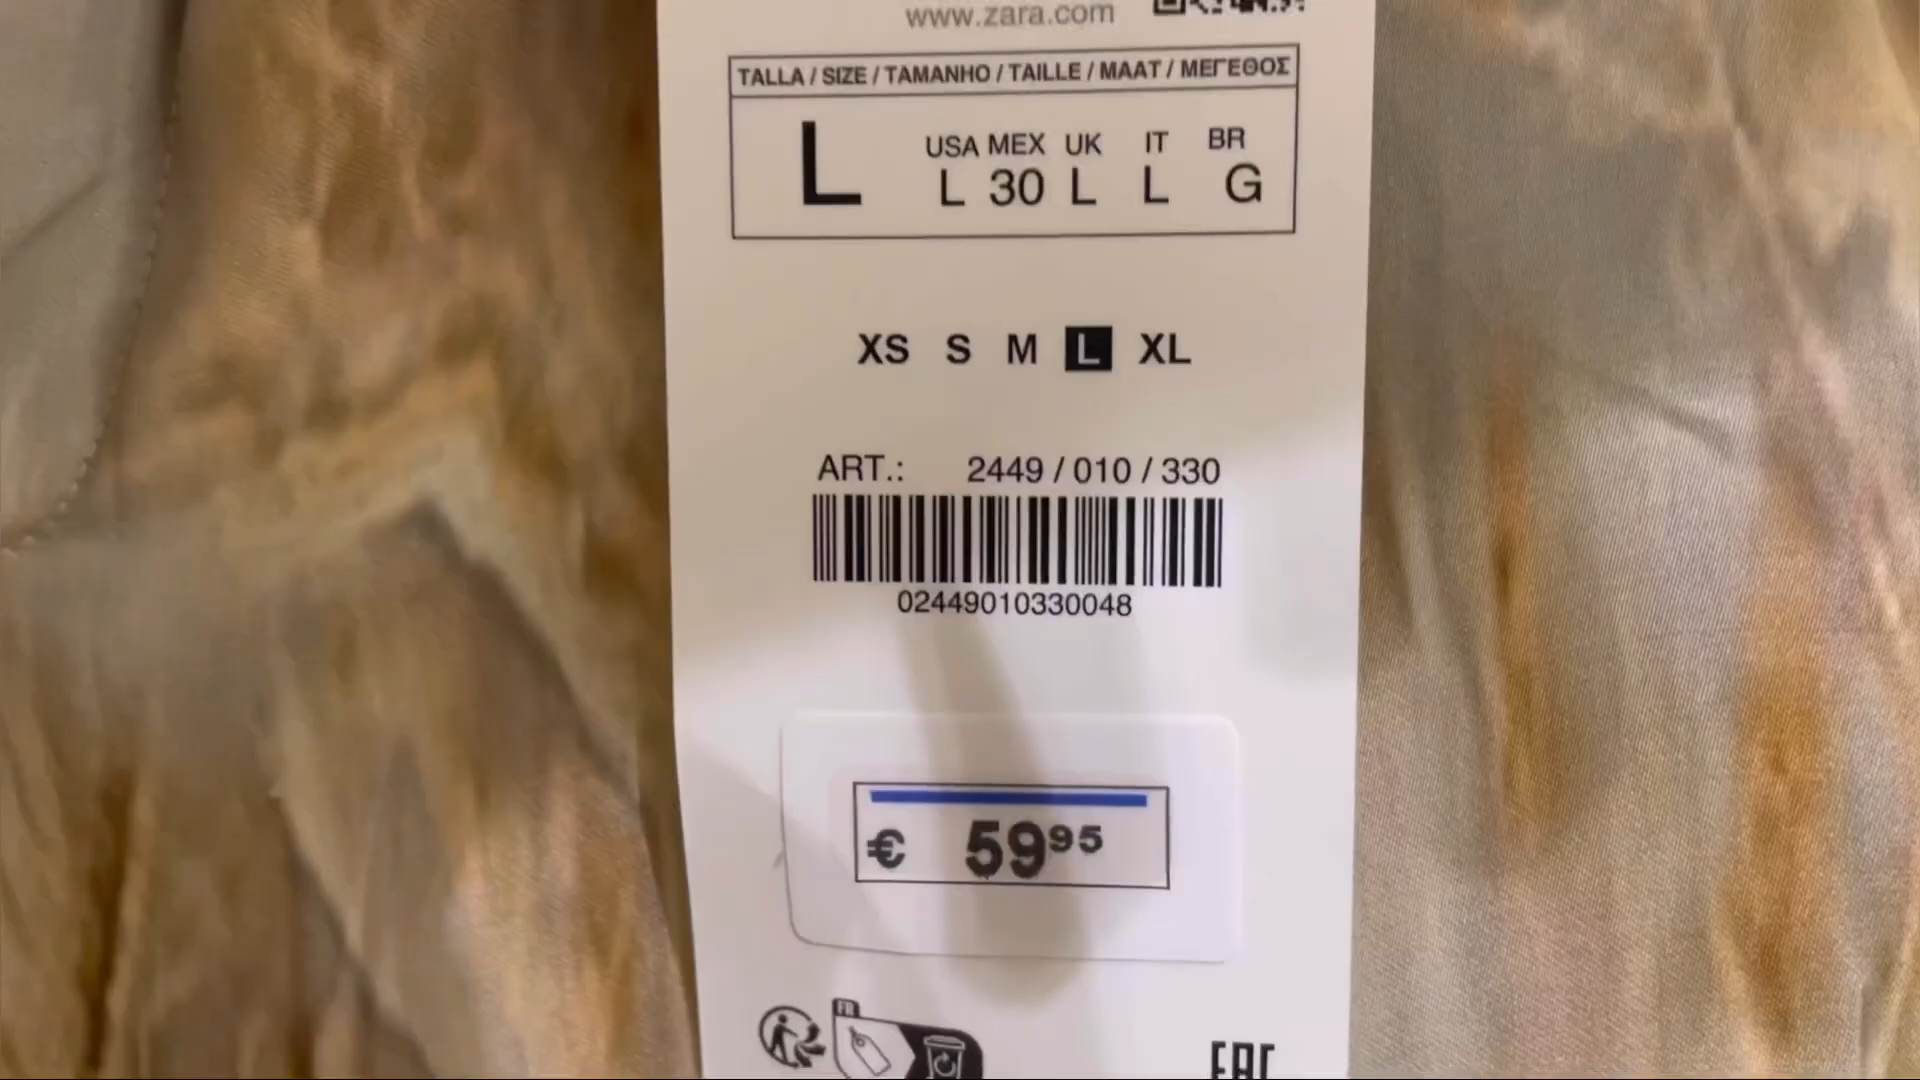 www.zara.com
TALLA / SIZE / TAMANHO / TAILLE / MAAT / ΜΕΓΕΘΟΣ
L
USA MEX UK IT BR
L 30 L L G
XS S M L XL
ART.: 2449 / 010 / 330
02449010330048
€ 59⁹⁵
FR
EAC